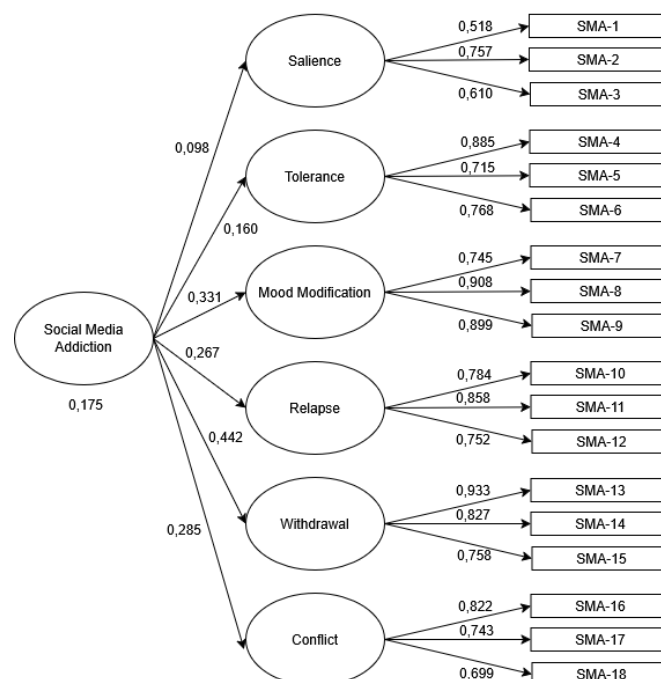 0,518
SMA-1
0,757
SMA-2
Salience
0,610
SMA-3
0,098
0,885
SMA-4
0,715
SMA-5
Tolerance
0,768
SMA-6
0,160
0,745
SMA-7
0,908
SMA-8
Mood Modification
0,331
0,899
SMA-9
Social Media
Addiction
0,175
0,267
0,784
SMA-10
0,858
SMA-11
Relapse
0,752
SMA-12
0,442
0,933
SMA-13
0,827
SMA-14
Withdrawal
0,285
0,758
SMA-15
0,822
SMA-16
0,743
SMA-17
Conflict
0,699
SMA-18